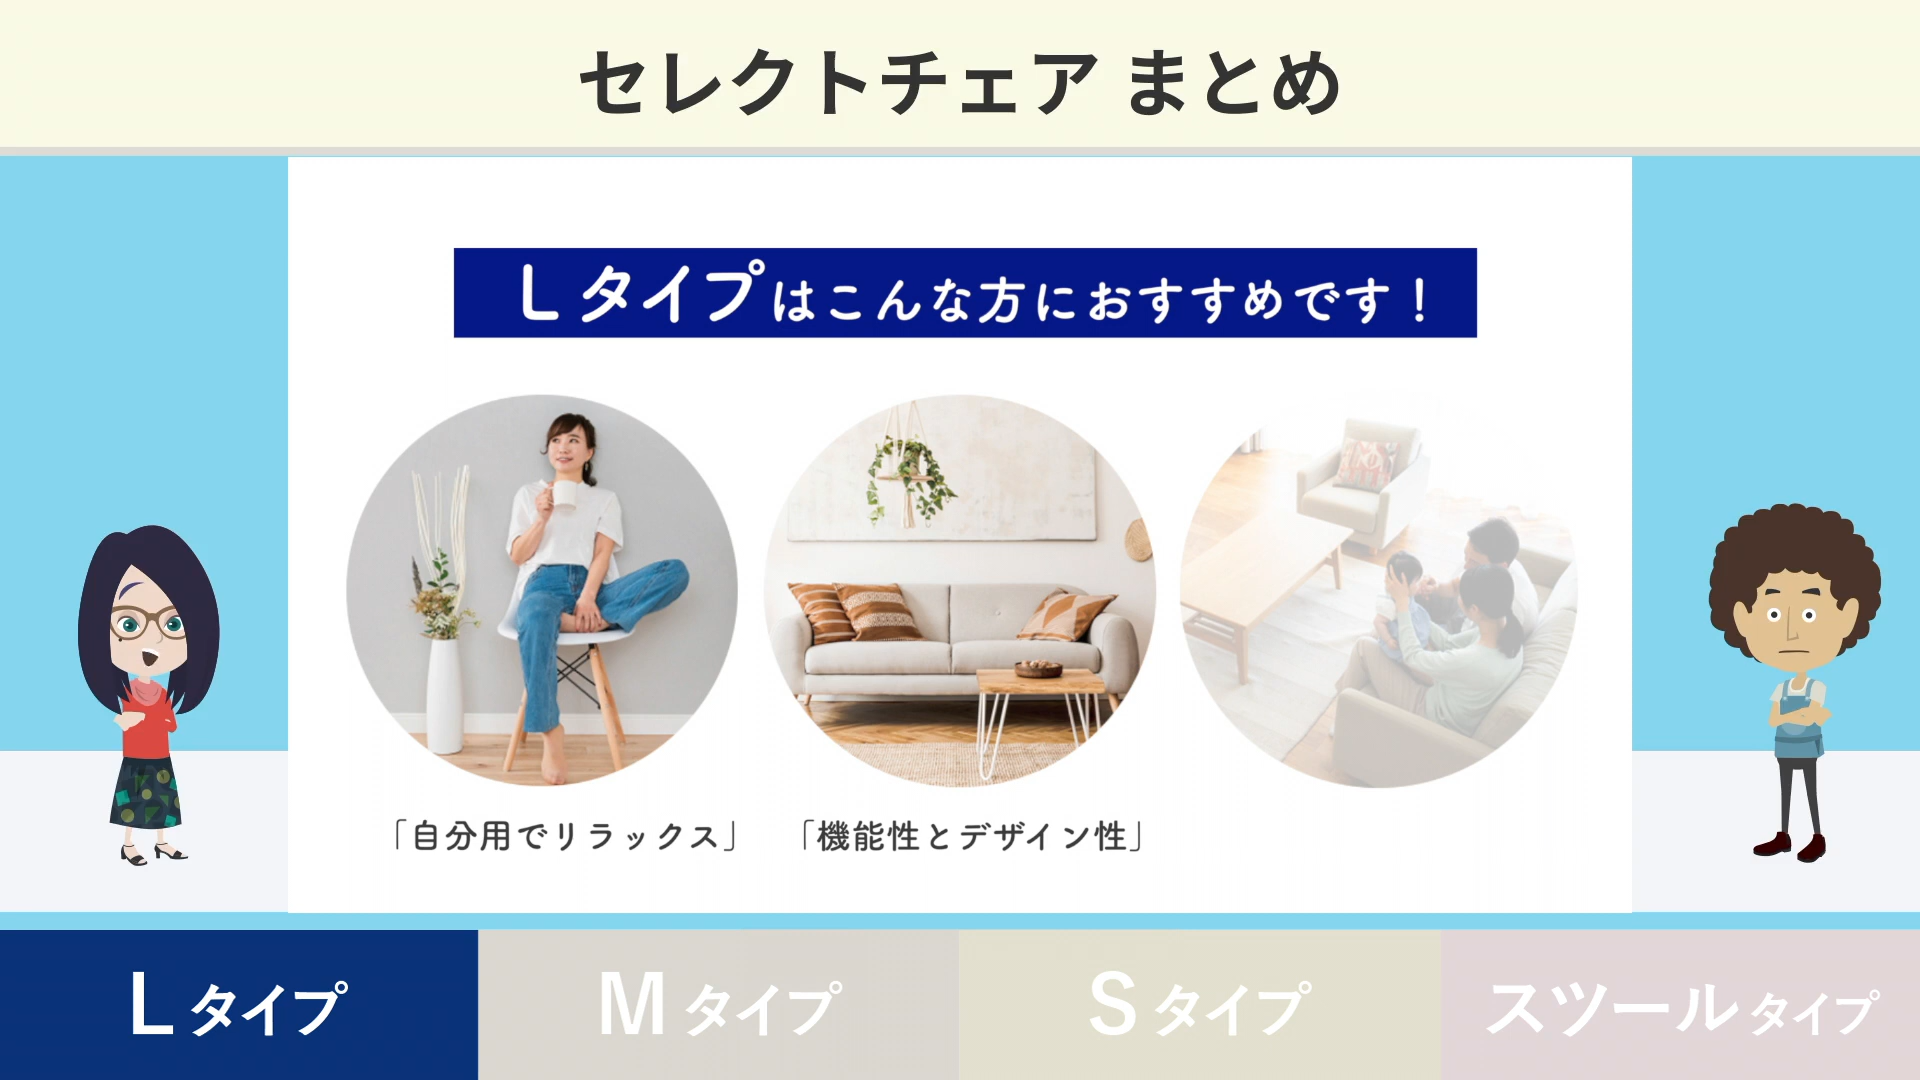 セレクトチェア まとめ
Lタイプはこんな方におすすめです！
「自分用でリラックス」
「機能性とデザイン性」
Lタイプ
Mタイプ
Sタイプ
スツールタイプ